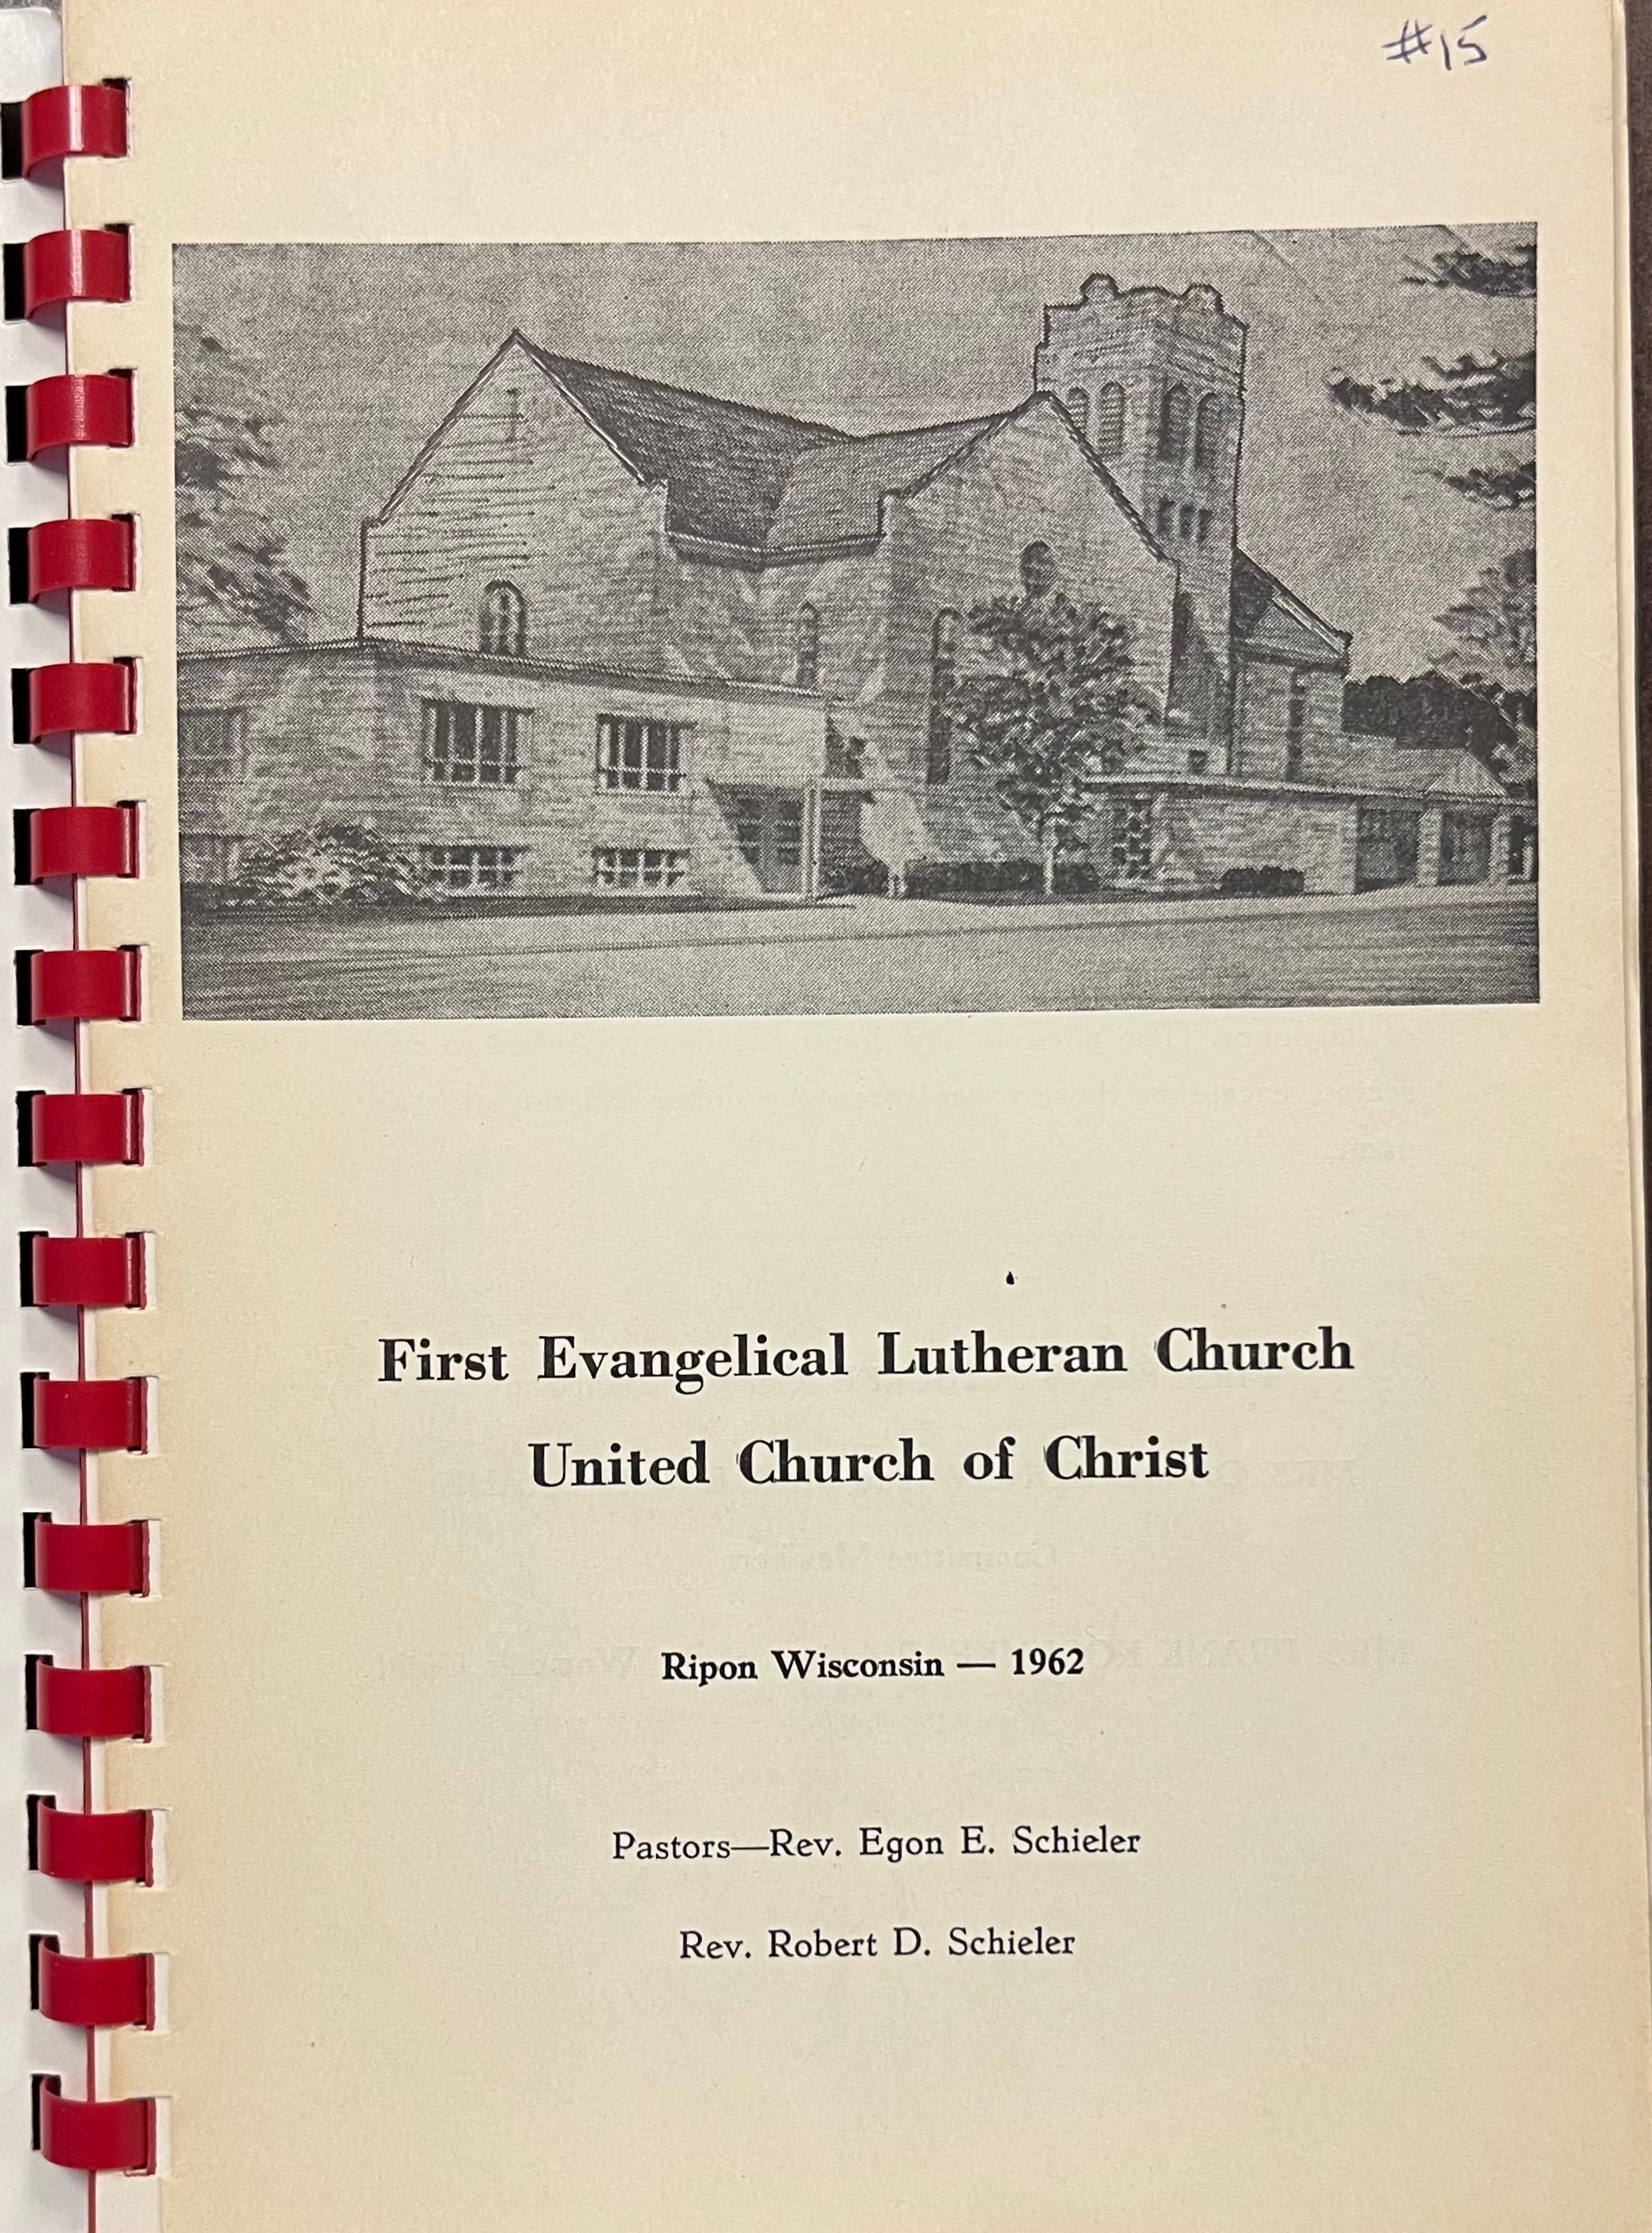 #15
First Evangelical Lutheran Church
United Church of Christ
Ripon Wisconsin — 1962
Pastors—Rev. Egon E. Schieler
Rev. Robert D. Schieler